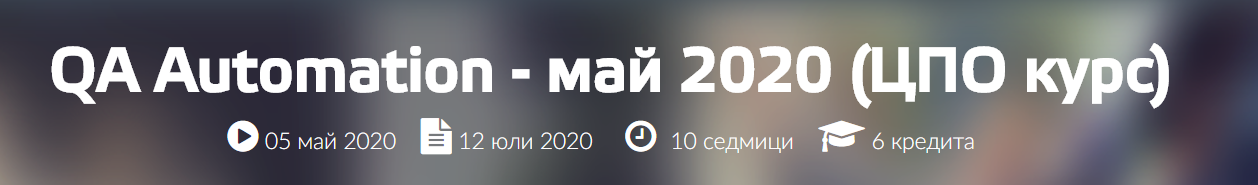 QA Automation - май 2020 (ЦПО курс)
05 май 2020 12 юли 2020 10 седмици 6 кредита